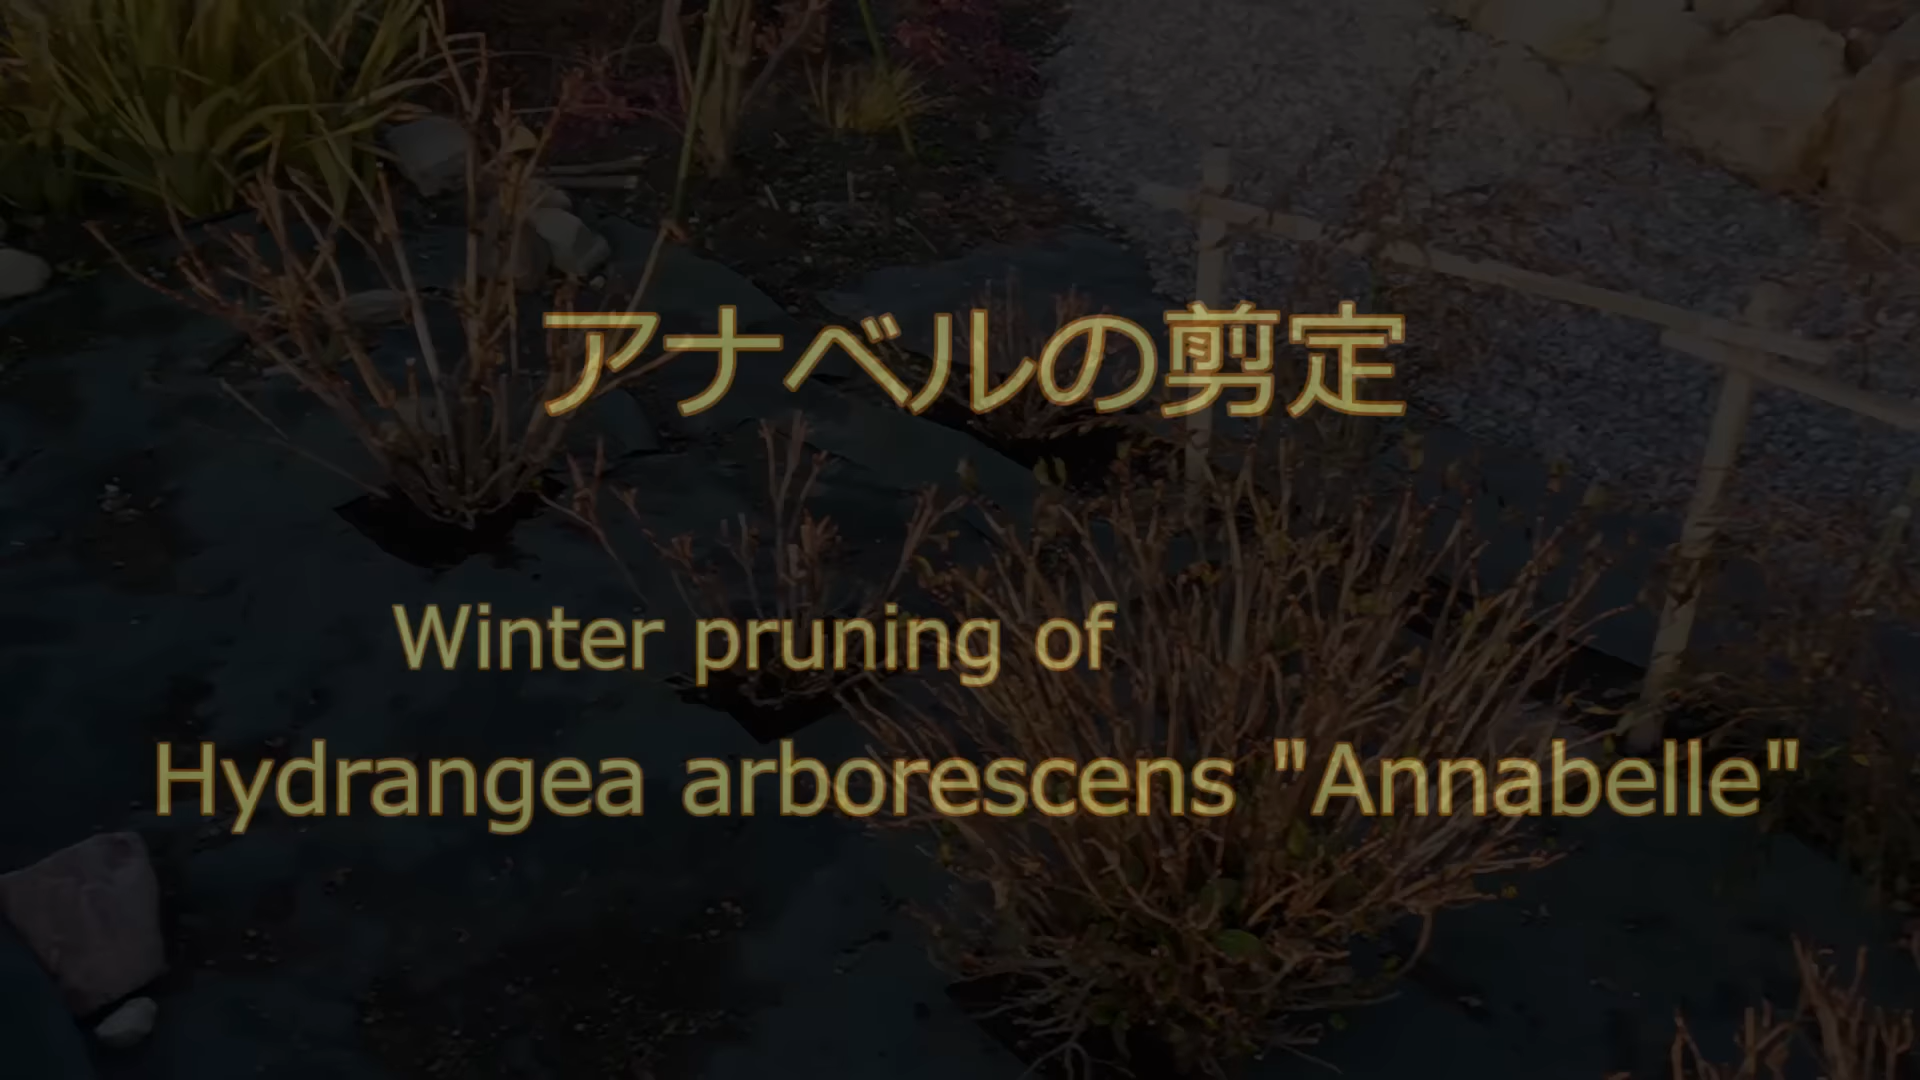 アナベルの剪定
Winter pruning of
Hydrangea arborescens "Annabelle"